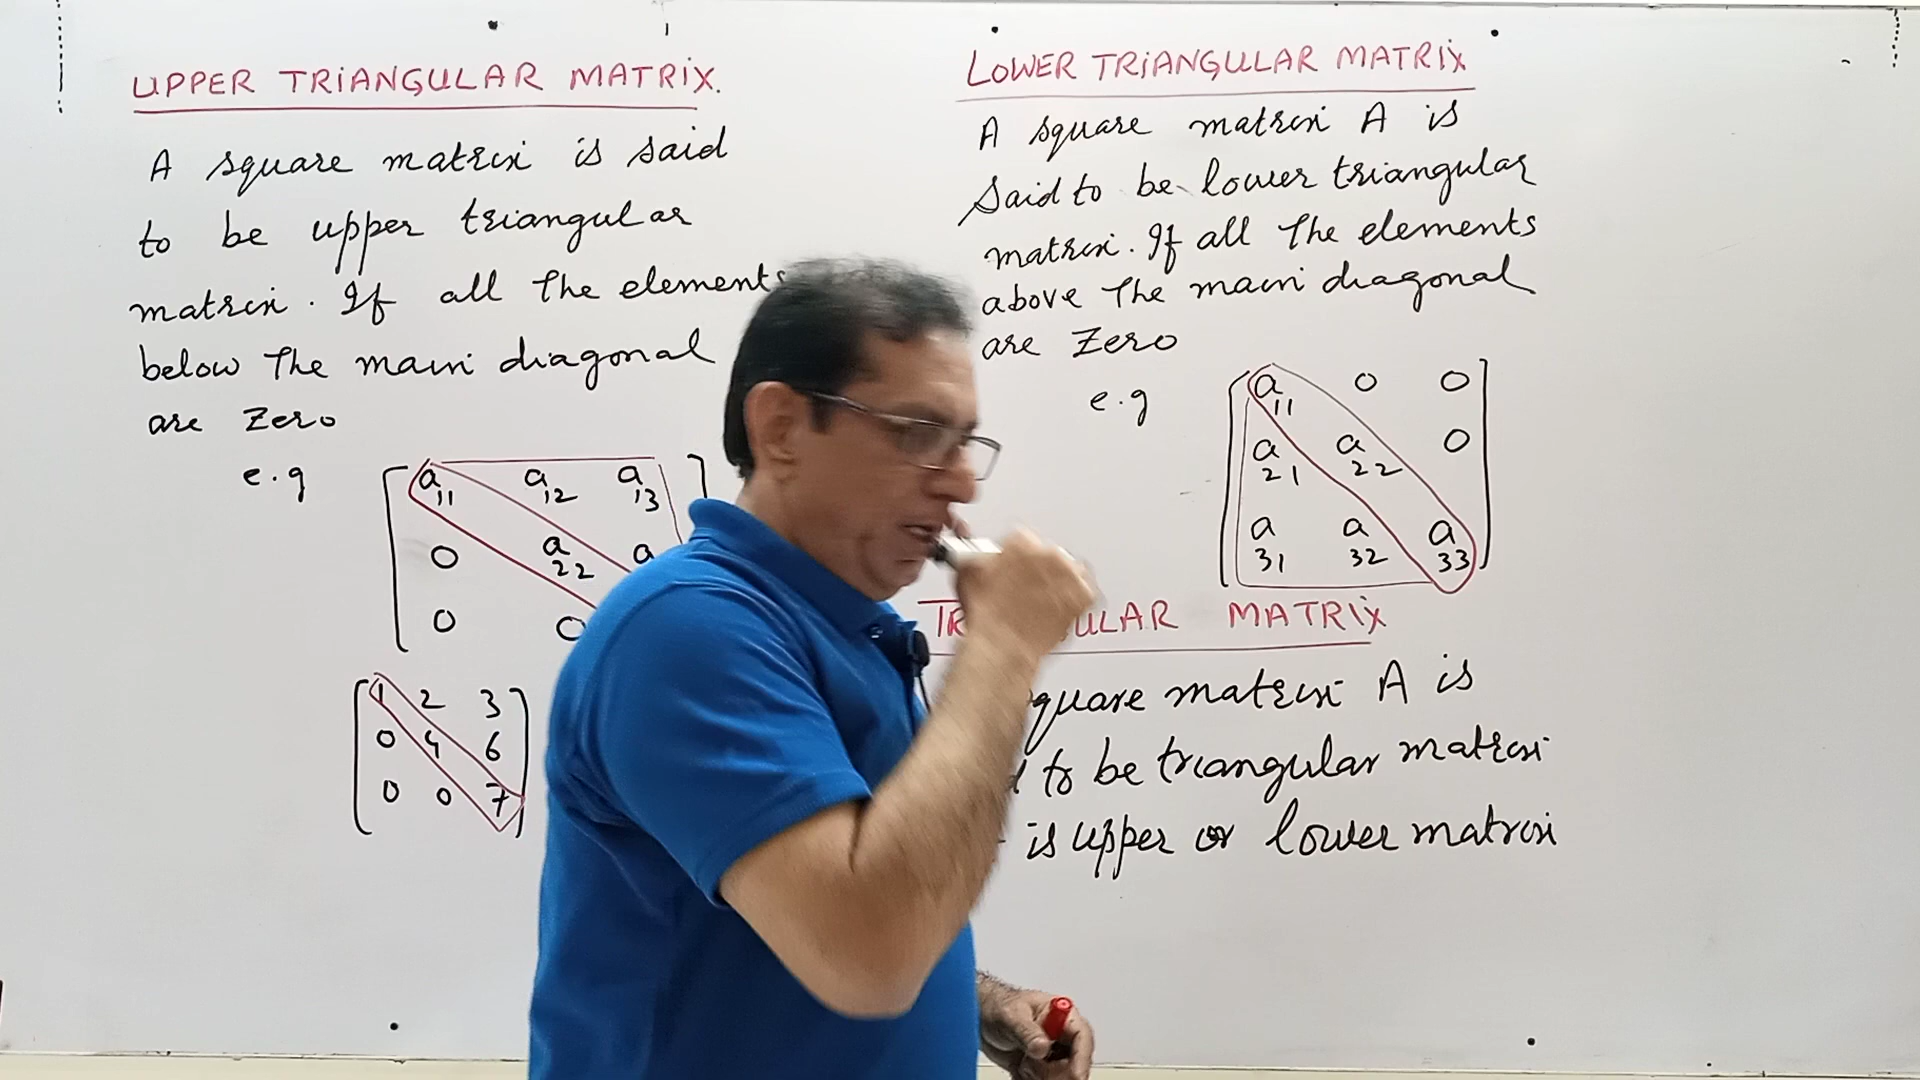 UPPER TRIANGULAR MATRIX.
A square matrix is said
to be upper triangular
matrix. If all the elements
below the main diagonal
are Zero
e.g
a11 a12 a13
0 a22 a
0 0
1 2 3
0 4 6
0 0 7
LOWER TRIANGULAR MATRIX
A square matrix A is
Said to be lower triangular
matrix. If all the elements
above the main diagonal
are Zero
e.g
a11 0 0
a21 a22 0
a31 a32 a33
MATRIX
square matrix A is
to be triangular matrix
is upper or lower matrix